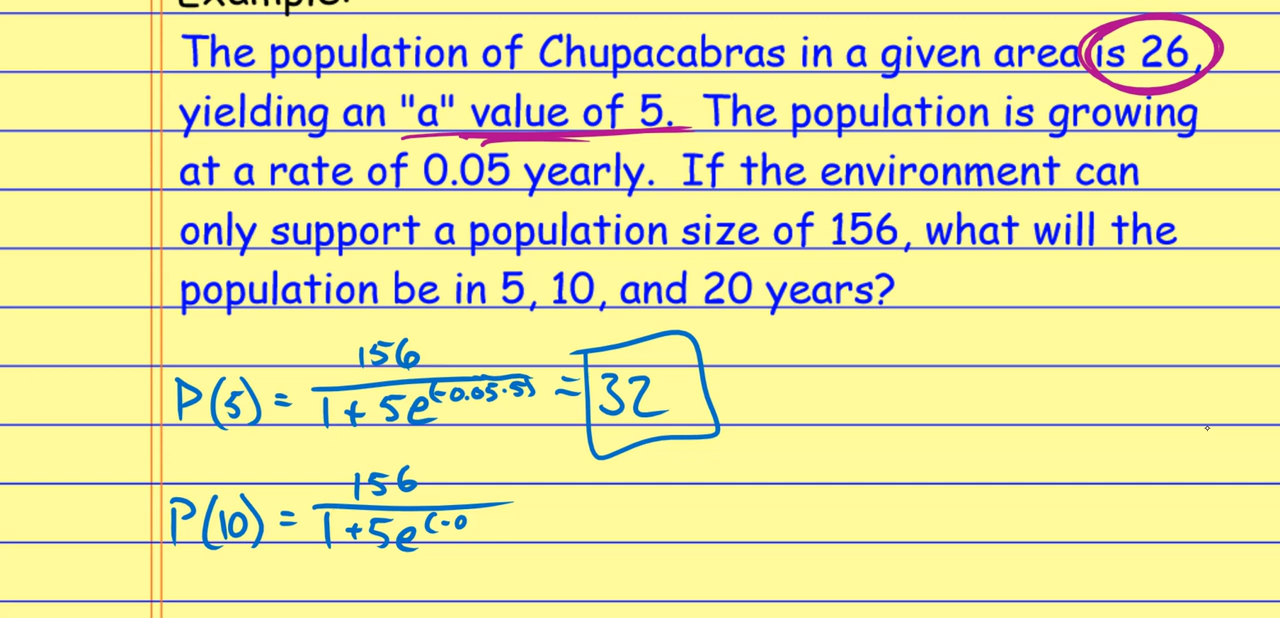 Example:
The population of Chupacabras in a given area is 26,
yielding an "a" value of 5. The population is growing
at a rate of 0.05 yearly. If the environment can
only support a population size of 156, what will the
population be in 5, 10, and 20 years?
P(5) = 156 / 1 + 5e^(-0.05·5) = 32
P(10) = 156 / 1 + 5e^(-0